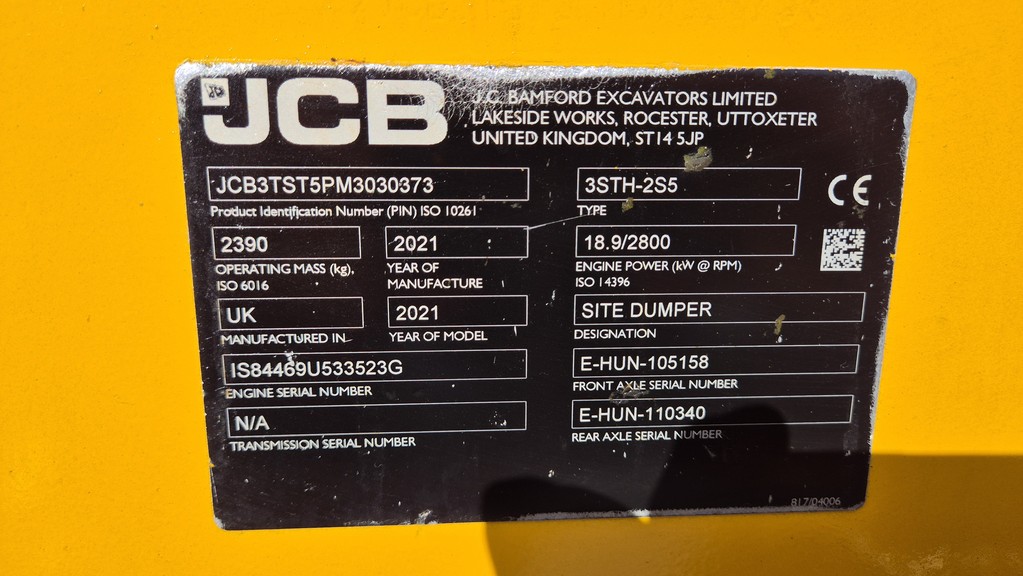 JCB
J.C. BAMFORD EXCAVATORS LIMITED
LAKESIDE WORKS, ROCESTER, UTTOXETER
UNITED KINGDOM, ST14 5JP
JCB3TST5PM3030373
Product Identification Number (PIN) ISO 10261
3STH-2S5
TYPE
CE
2390
OPERATING MASS (kg),
ISO 6016
2021
YEAR OF
MANUFACTURE
18.9/2800
ENGINE POWER (kW @ RPM)
ISO 14396
UK
MANUFACTURED IN
2021
YEAR OF MODEL
SITE DUMPER
DESIGNATION
IS84469U533523G
ENGINE SERIAL NUMBER
E-HUN-105158
FRONT AXLE SERIAL NUMBER
N/A
TRANSMISSION SERIAL NUMBER
E-HUN-110340
REAR AXLE SERIAL NUMBER
817/04006